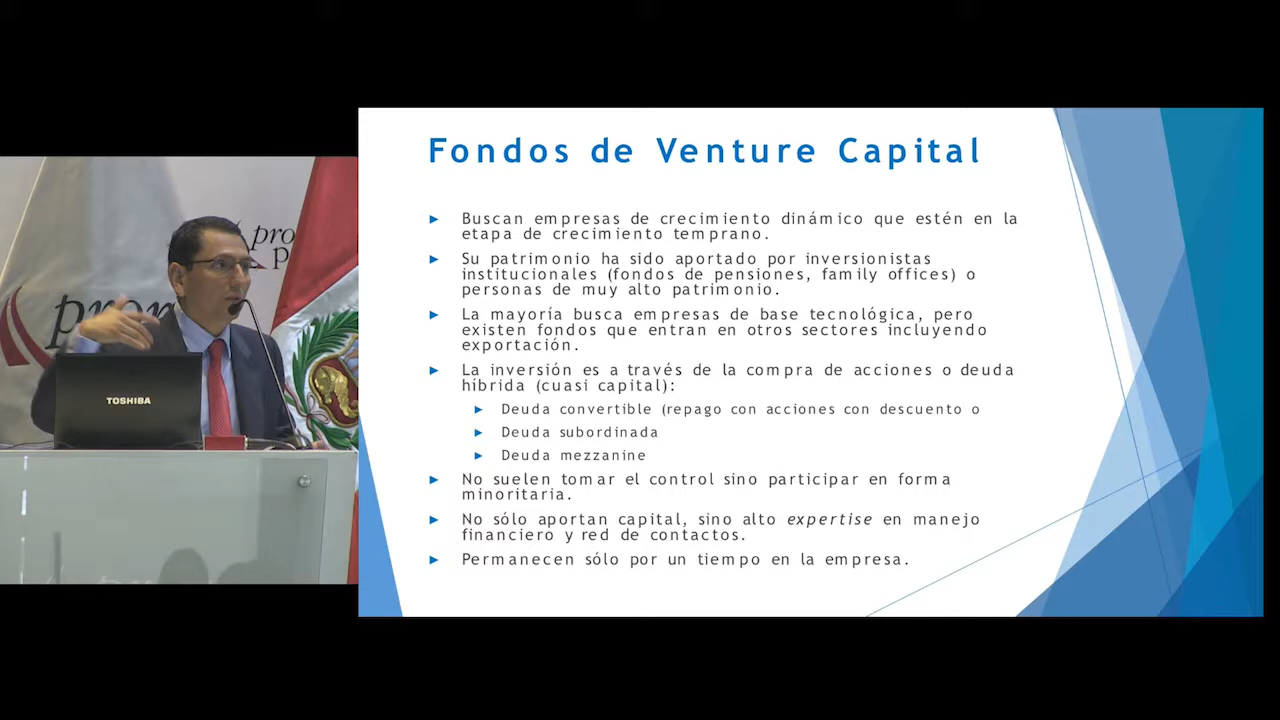 Fondos de Venture Capital
Buscan empresas de crecimiento dinámico que estén en la
etapa de crecimiento temprano.
Su patrimonio ha sido aportado por inversionistas
institucionales (fondos de pensiones, family offices) o
personas de muy alto patrimonio.
La mayoría busca empresas de base tecnológica, pero
existen fondos que entran en otros sectores incluyendo
exportación.
La inversión es a través de la compra de acciones o deuda
híbrida (cuasi capital):
Deuda convertible (repago con acciones con descuento o
Deuda subordinada
Deuda mezzanine
No suelen tomar el control sino participar en forma
minoritaria.
No sólo aportan capital, sino alto expertise en manejo
financiero y red de contactos.
Permanecen sólo por un tiempo en la empresa.
pro
p
prom
TOSHIBA